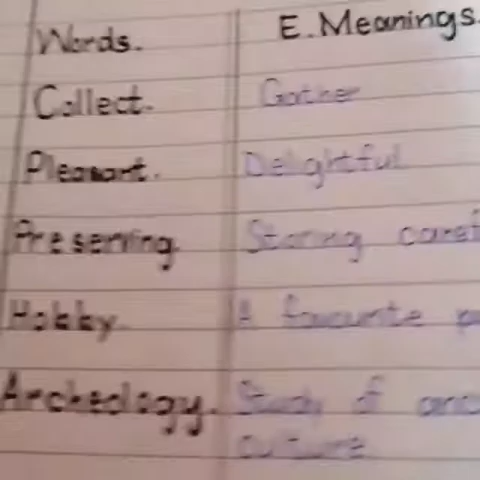 Words. E. Meanings.
Collect. Gather
Pleasant. Delightful
Preserving. Storing
Hobby. A favourite
Archeology. Study of
culture